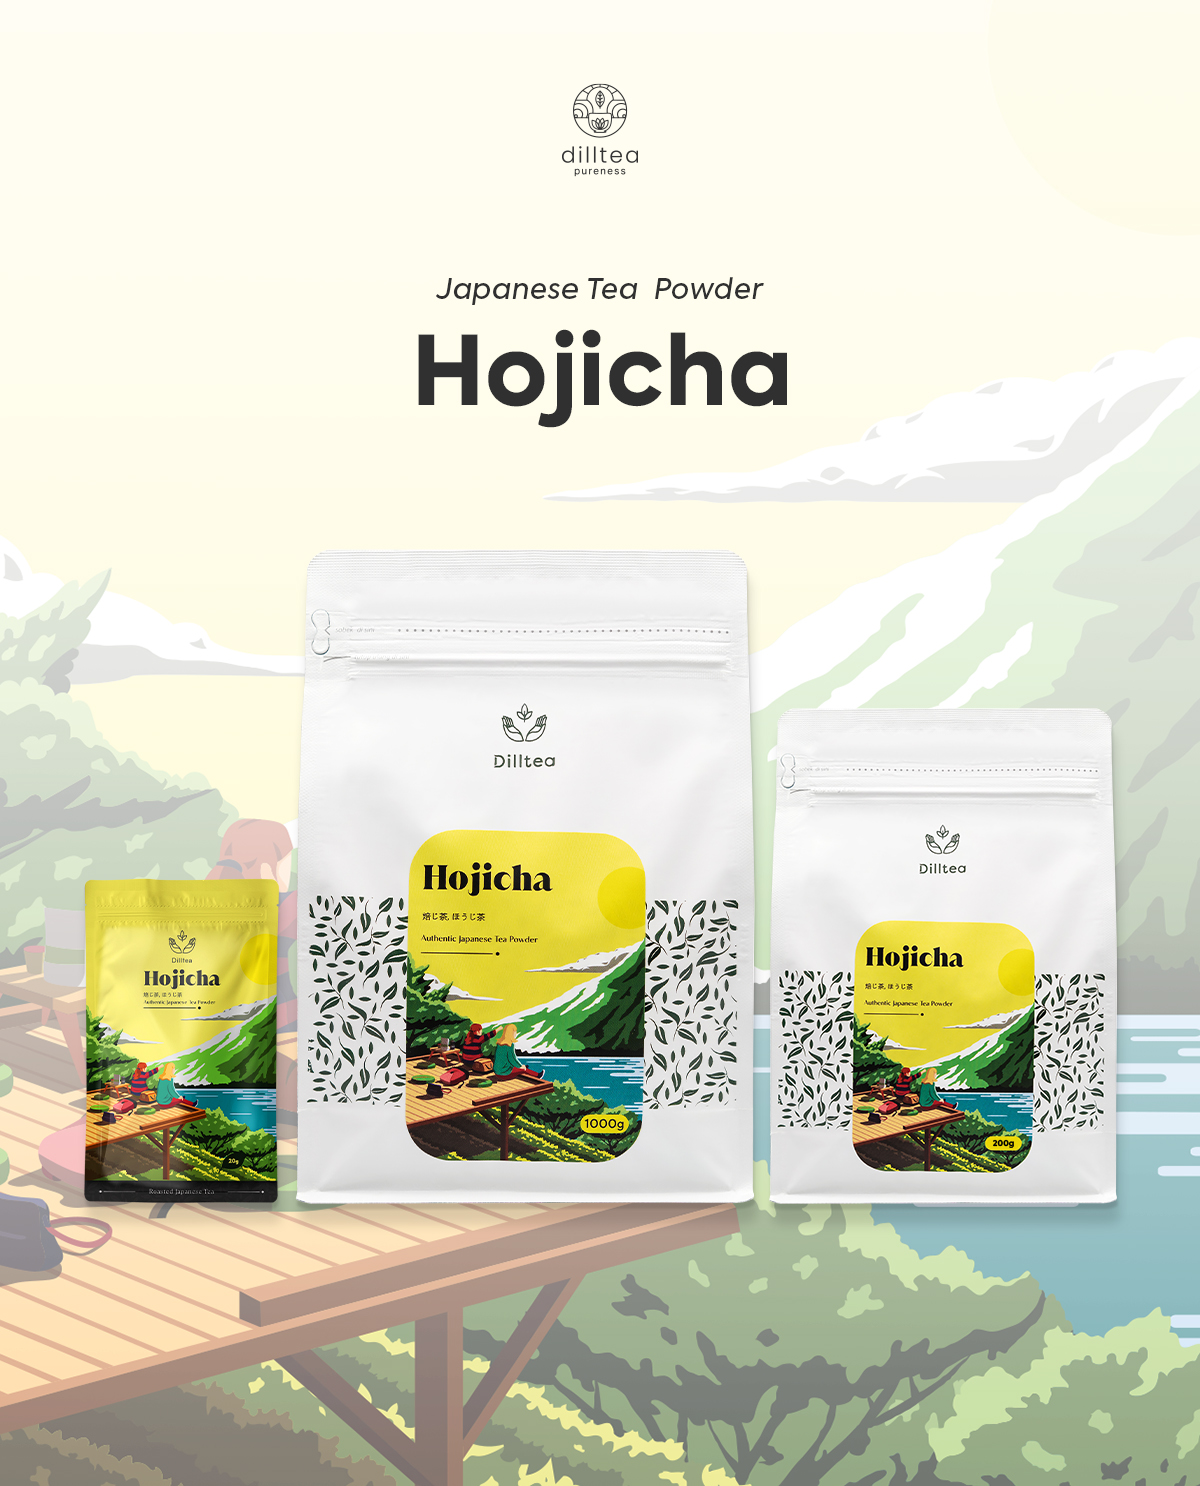 dilltea
pureness
Japanese Tea Powder
Hojicha
Dilltea
Hojicha
焙じ茶, ほうじ茶
Authentic Japanese Tea Powder
1000g
Dilltea
Hojicha
焙じ茶, ほうじ茶
Authentic Japanese Tea Powder
200g
Dilltea
Hojicha
焙じ茶, ほうじ茶
Authentic Japanese Tea Powder
20g
Roasted Japanese Tea